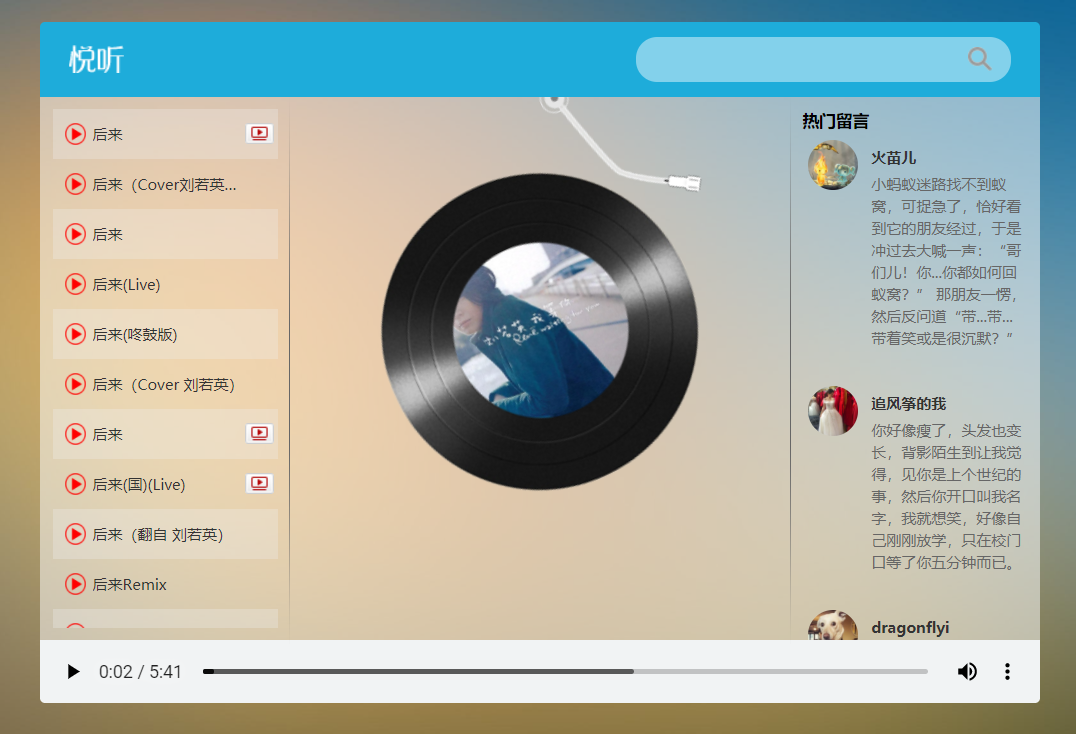 悦听
后来
后来（Cover刘若英...
后来
后来(Live)
后来(咚鼓版)
后来（Cover 刘若英）
后来
后来(国)(Live)
后来（翻自 刘若英）
后来Remix
热门留言
火苗儿
小蚂蚁迷路找不到蚁
窝，可捉急了，恰好看
到它的朋友经过，于是
冲过去大喊一声：“哥
们儿！你...你都如何回
蚁窝？” 那朋友一愣，
然后反问道“带...带...
带着笑或是很沉默？”
追风筝的我
你好像瘦了，头发也变
长，背影陌生到让我觉
得，见你是上个世纪的
事，然后你开口叫我名
字，我就想笑，好像自
己刚刚放学，只在校门
口等了你五分钟而已。
dragonflyi
0:02 / 5:41